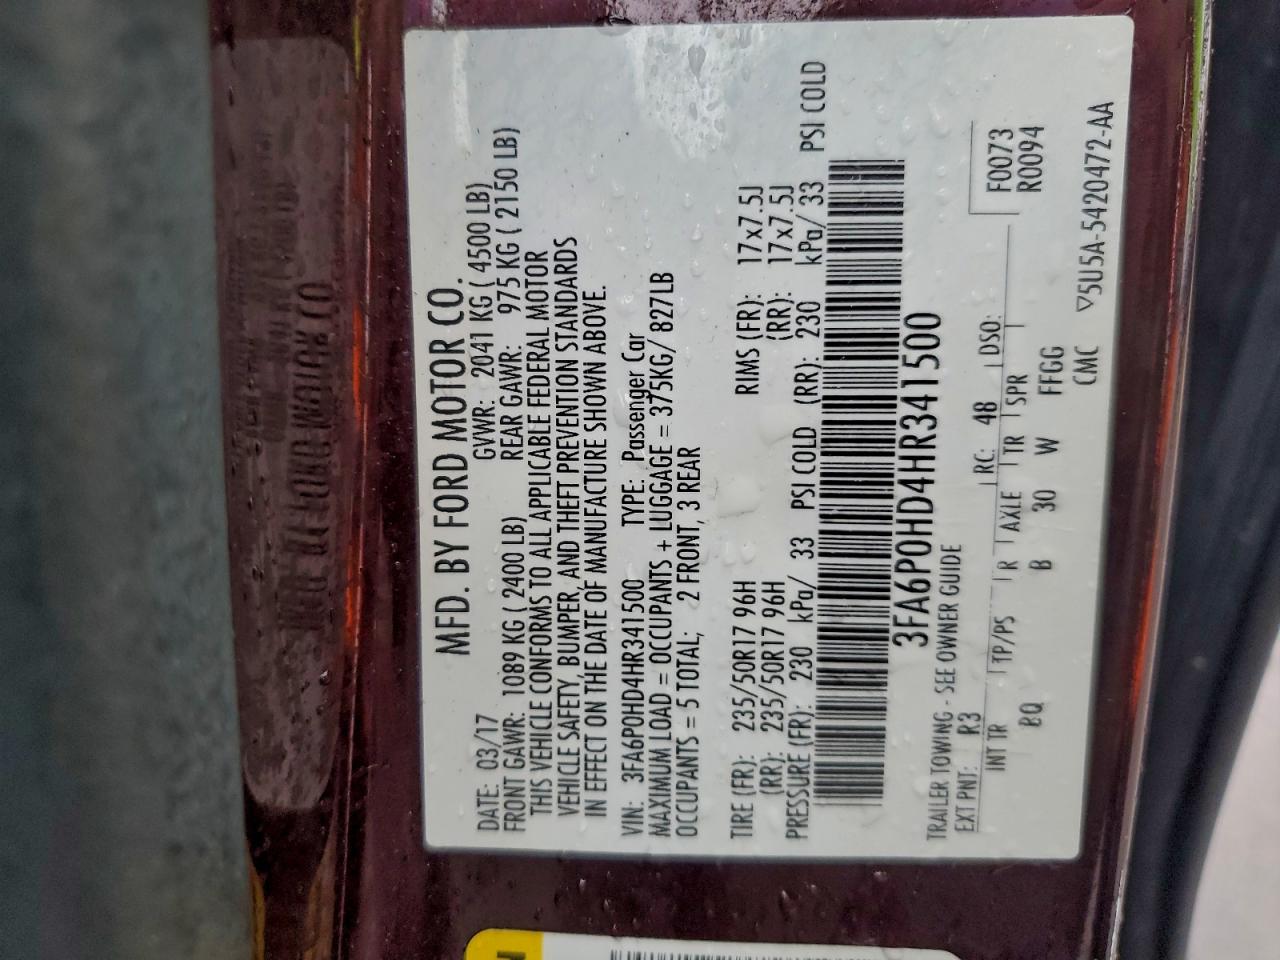 MFD. BY FORD MOTOR CO.
DATE: 03/17 GVWR: 2041 KG ( 4500 LB)
FRONT GAWR: 1089 KG ( 2400 LB) REAR GAWR: 975 KG ( 2150 LB)
THIS VEHICLE CONFORMS TO ALL APPLICABLE FEDERAL MOTOR
VEHICLE SAFETY, BUMPER, AND THEFT PREVENTION STANDARDS
IN EFFECT ON THE DATE OF MANUFACTURE SHOWN ABOVE.
VIN: 3FA6P0HD4HR341500 TYPE: Passenger Car
MAXIMUM LOAD = OCCUPANTS + LUGGAGE = 375KG/ 827LB
OCCUPANTS = 5 TOTAL; 2 FRONT, 3 REAR
TIRE (FR): 235/50R17 96H RIMS (FR): 17x7.5J
(RR): 235/50R17 96H (RR): 17x7.5J
PRESSURE (FR): 230 kPa/ 33 PSI COLD (RR): 230 kPa/ 33 PSI COLD
3FA6P0HD4HR341500
TRAILER TOWING - SEE OWNER GUIDE
EXT PNT: R3 RC: 48 DSO: F0073
INT TR TP/PS R AXLE TR SPR R0094
BQ B 30 W FFGG
CMC ▽5U5A-5420472-AA